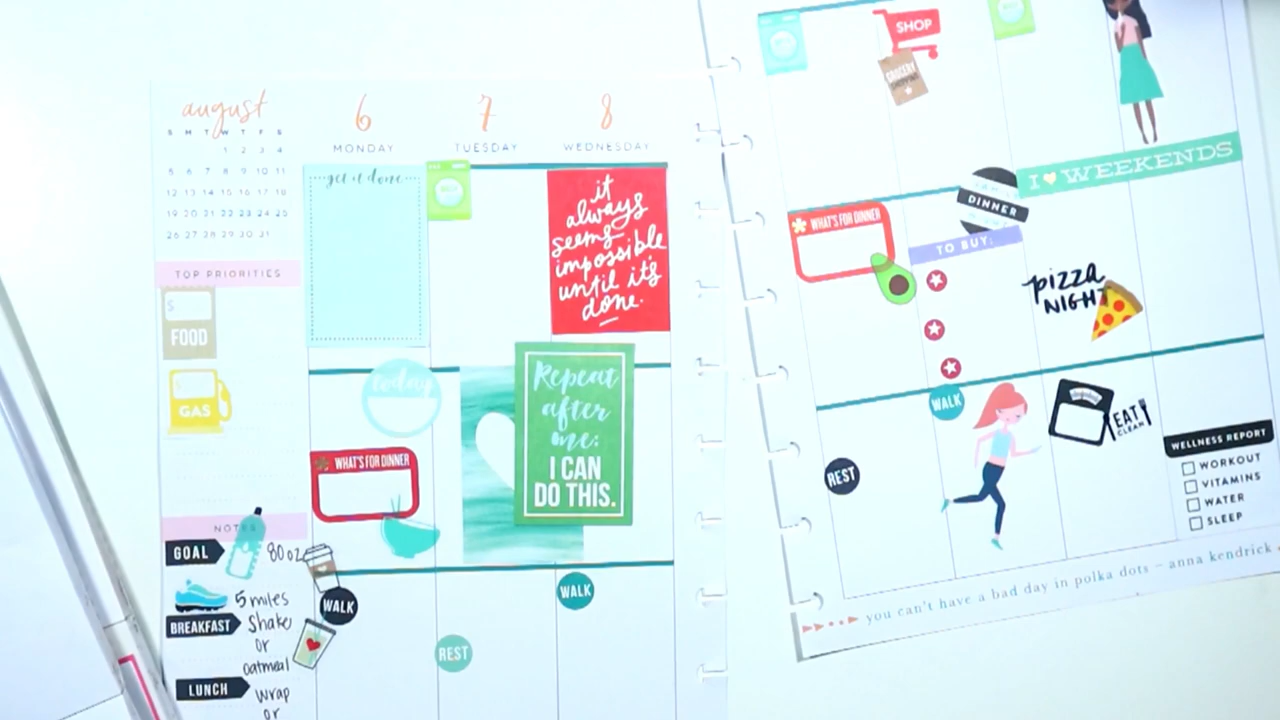 august
S M T W T F S
1 2 3 4
5 6 7 8 9 10 11
12 13 14 15 16 17 18
19 20 21 22 23 24 25
26 27 28 29 30 31
TOP PRIORITIES
$
FOOD
$
GAS
NOTES
GOAL
80 oz
5 miles
BREAKFAST
Shake
or
oatmeal
LUNCH
wrap
or
6
MONDAY
get it done
today
WHAT'S FOR DINNER
WALK
7
TUESDAY
REST
8
WEDNESDAY
it
always
seems
impossible
until it's
done.
Repeat
after
me:
I CAN
DO THIS.
WALK
SHOP
GROCERY
I WEEKENDS
WHAT'S FOR DINNER
DINNER
TO BUY:
pizza
NIGHT
REST
WALK
EAT
CLEAN
WELLNESS REPORT
WORKOUT
VITAMINS
WATER
SLEEP
you can't have a bad day in polka dots – anna kendrick